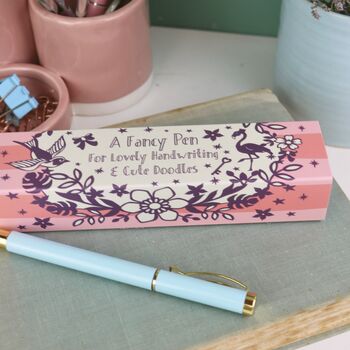 A Fancy Pen
For Lovely Handwriting
& Cute Doodles